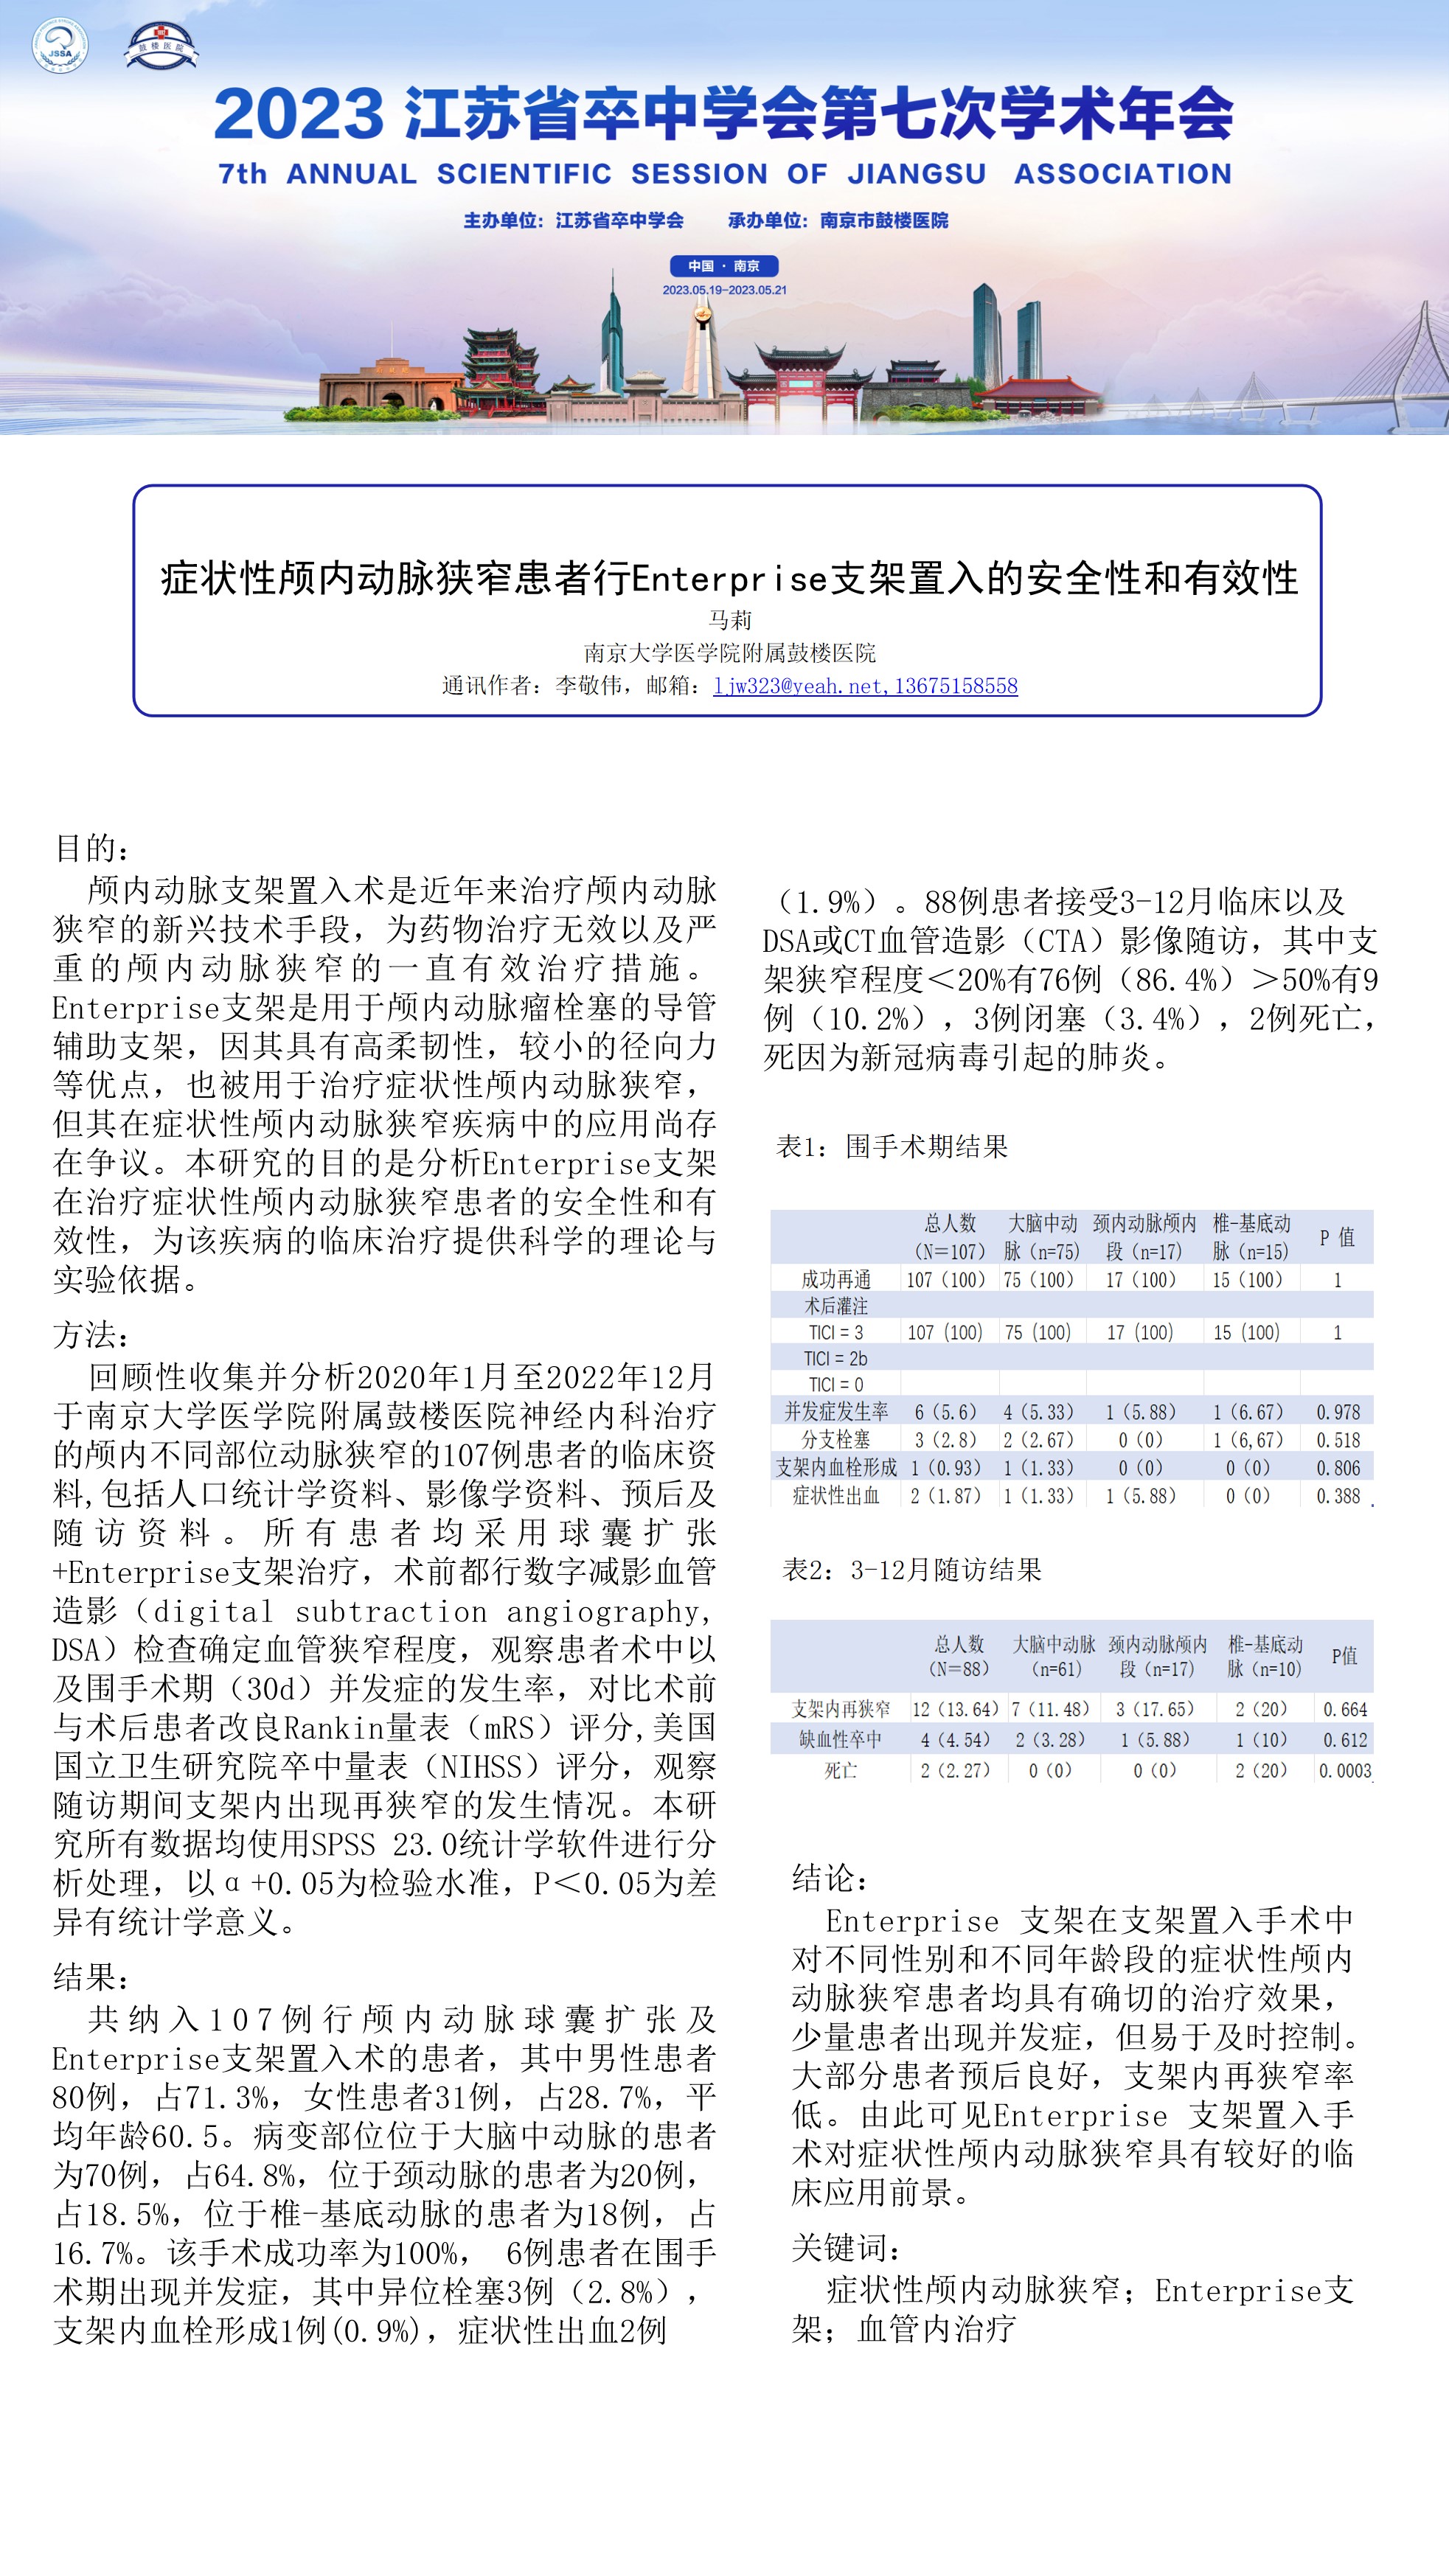 JSSA
鼓楼医院
2023 江苏省卒中学会第七次学术年会
7th ANNUAL SCIENTIFIC SESSION OF JIANGSU ASSOCIATION
主办单位：江苏省卒中学会 承办单位：南京市鼓楼医院
中国 · 南京
2023.05.19-2023.05.21
症状性颅内动脉狭窄患者行Enterprise支架置入的安全性和有效性
马莉
南京大学医学院附属鼓楼医院
通讯作者：李敬伟，邮箱：ljw323@yeah.net,13675158558
目的：
颅内动脉支架置入术是近年来治疗颅内动脉
狭窄的新兴技术手段，为药物治疗无效以及严
重的颅内动脉狭窄的一直有效治疗措施。
Enterprise支架是用于颅内动脉瘤栓塞的导管
辅助支架，因其具有高柔韧性，较小的径向力
等优点，也被用于治疗症状性颅内动脉狭窄，
但其在症状性颅内动脉狭窄疾病中的应用尚存
在争议。本研究的目的是分析Enterprise支架
在治疗症状性颅内动脉狭窄患者的安全性和有
效性，为该疾病的临床治疗提供科学的理论与
实验依据。
方法：
回顾性收集并分析2020年1月至2022年12月
于南京大学医学院附属鼓楼医院神经内科治疗
的颅内不同部位动脉狭窄的107例患者的临床资
料,包括人口统计学资料、影像学资料、预后及
随访资料。所有患者均采用球囊扩张
+Enterprise支架治疗，术前都行数字减影血管
造影（digital subtraction angiography,
DSA）检查确定血管狭窄程度，观察患者术中以
及围手术期（30d）并发症的发生率，对比术前
与术后患者改良Rankin量表（mRS）评分,美国
国立卫生研究院卒中量表（NIHSS）评分，观察
随访期间支架内出现再狭窄的发生情况。本研
究所有数据均使用SPSS 23.0统计学软件进行分
析处理，以α+0.05为检验水准，P＜0.05为差
异有统计学意义。
结果：
共纳入107例行颅内动脉球囊扩张及
Enterprise支架置入术的患者，其中男性患者
80例，占71.3%，女性患者31例，占28.7%，平
均年龄60.5。病变部位位于大脑中动脉的患者
为70例，占64.8%，位于颈动脉的患者为20例，
占18.5%，位于椎-基底动脉的患者为18例，占
16.7%。该手术成功率为100%， 6例患者在围手
术期出现并发症，其中异位栓塞3例（2.8%），
支架内血栓形成1例(0.9%)，症状性出血2例
（1.9%）。88例患者接受3-12月临床以及
DSA或CT血管造影（CTA）影像随访，其中支
架狭窄程度＜20%有76例（86.4%）＞50%有9
例（10.2%），3例闭塞（3.4%），2例死亡，
死因为新冠病毒引起的肺炎。
表1：围手术期结果
总人数 大脑中动 颈内动脉颅内 椎-基底动 P 值
（N＝107） 脉（n=75） 段（n=17） 脉（n=15）
成功再通 107（100） 75（100） 17（100） 15（100） 1
术后灌注
TICI = 3 107 (100) 75 (100) 17 (100) 15 (100) 1
TICI = 2b
TICI = 0
并发症发生率 6（5.6） 4（5.33） 1（5.88） 1（6.67） 0.978
分支栓塞 3（2.8） 2（2.67） 0（0） 1（6,67） 0.518
支架内血栓形成 1（0.93） 1（1.33） 0（0） 0（0） 0.806
症状性出血 2（1.87） 1（1.33） 1（5.88） 0（0） 0.388
表2：3-12月随访结果
总人数 大脑中动脉 颈内动脉颅内 椎-基底动 P值
（N＝88） （n=61） 段（n=17） 脉（n=10）
支架内再狭窄 12（13.64） 7（11.48） 3（17.65） 2（20） 0.664
缺血性卒中 4（4.54） 2（3.28） 1（5.88） 1（10） 0.612
死亡 2（2.27） 0（0） 0（0） 2（20） 0.0003
结论：
Enterprise 支架在支架置入手术中
对不同性别和不同年龄段的症状性颅内
动脉狭窄患者均具有确切的治疗效果，
少量患者出现并发症，但易于及时控制。
大部分患者预后良好，支架内再狭窄率
低。由此可见Enterprise 支架置入手
术对症状性颅内动脉狭窄具有较好的临
床应用前景。
关键词：
症状性颅内动脉狭窄；Enterprise支
架；血管内治疗